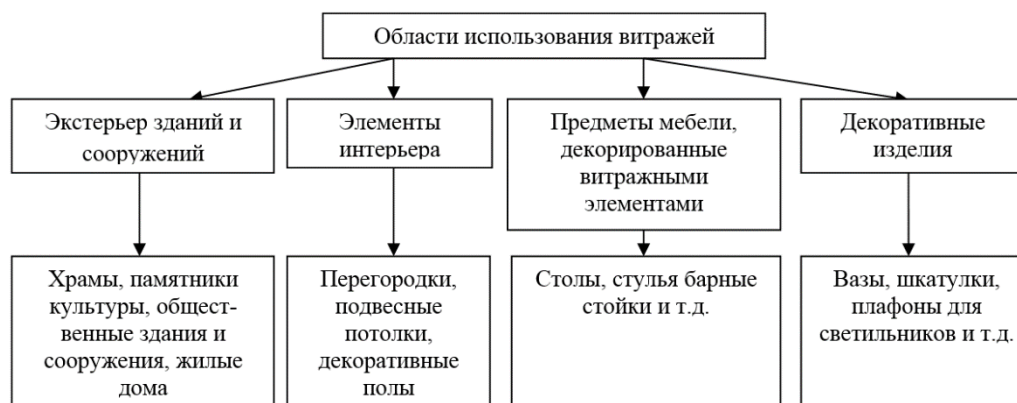 Области использования витражей
Экстерьер зданий и
сооружений
Элементы
интерьера
Предметы мебели,
декорированные
витражными
элементами
Декоративные
изделия
Храмы, памятники
культуры, общест-
венные здания и
сооружения, жилые
дома
Перегородки,
подвесные
потолки,
декоративные
полы
Столы, стулья барные
стойки и т.д.
Вазы, шкатулки,
плафоны для
светильников и т.д.